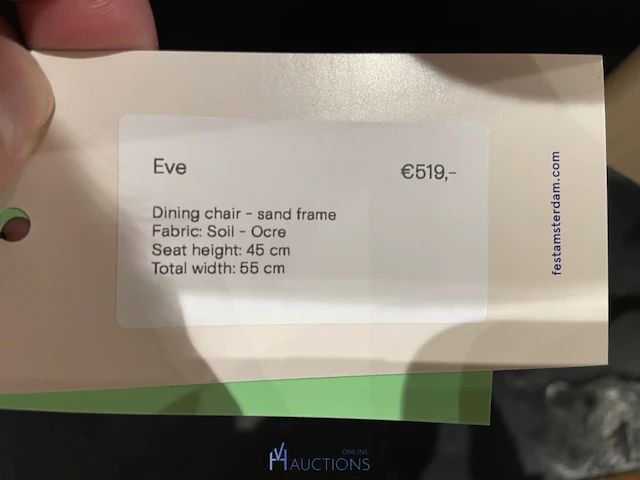 Eve
€519,-
Dining chair - sand frame
Fabric: Soil - Ocre
Seat height: 45 cm
Total width: 55 cm
festamsterdam.com
ONLINE
AUCTIONS